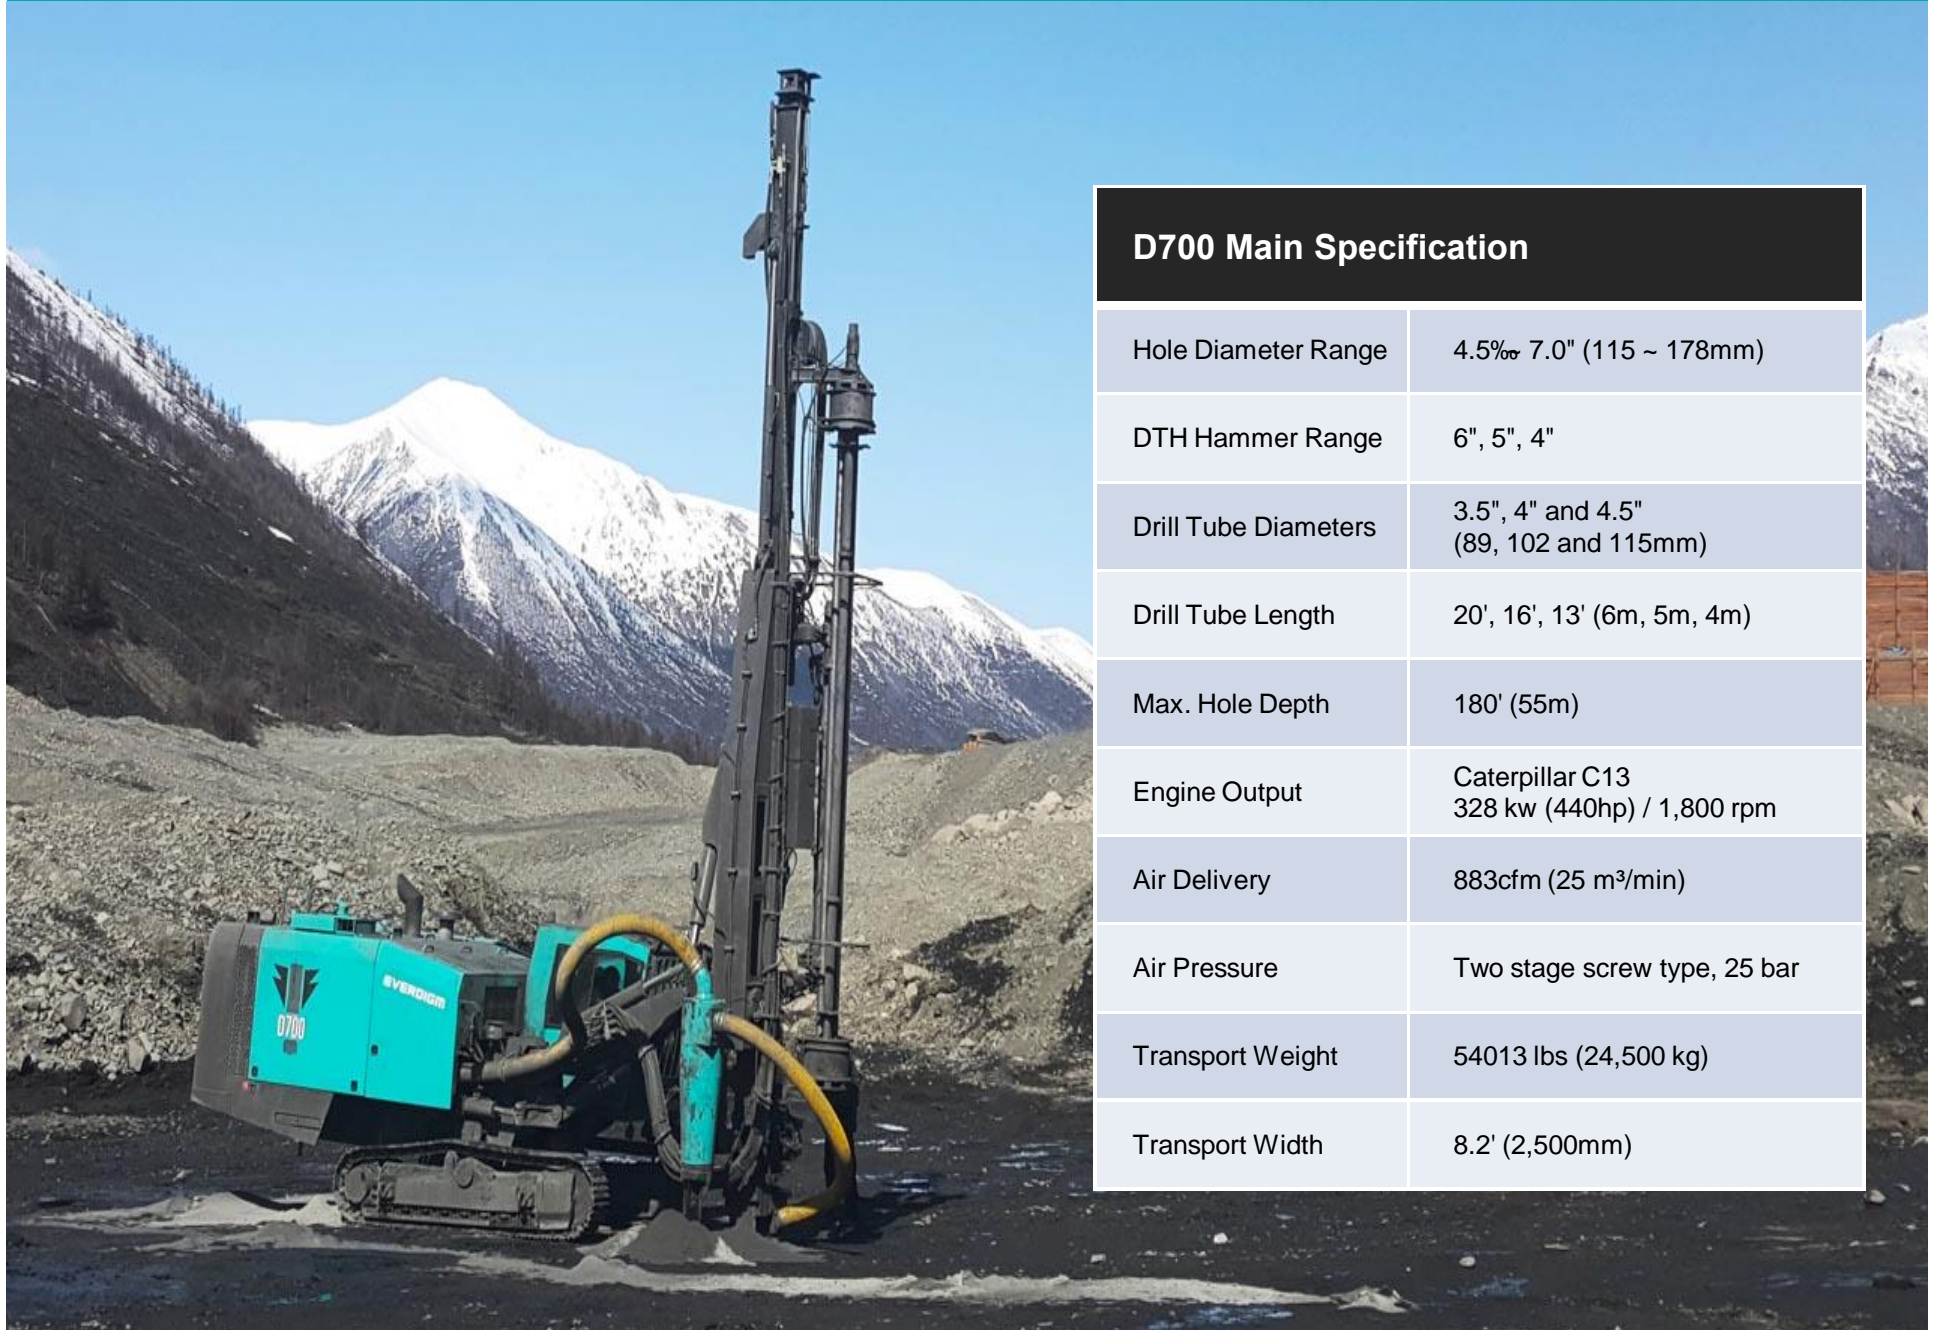 D700 Main Specification
Hole Diameter Range 4.5‰ 7.0" (115 ~ 178mm)
DTH Hammer Range 6", 5", 4"
Drill Tube Diameters 3.5", 4" and 4.5"
(89, 102 and 115mm)
Drill Tube Length 20', 16', 13' (6m, 5m, 4m)
Max. Hole Depth 180' (55m)
Engine Output Caterpillar C13
328 kw (440hp) / 1,800 rpm
Air Delivery 883cfm (25 m³/min)
Air Pressure Two stage screw type, 25 bar
Transport Weight 54013 lbs (24,500 kg)
Transport Width 8.2' (2,500mm)
EVERDIGM
D700